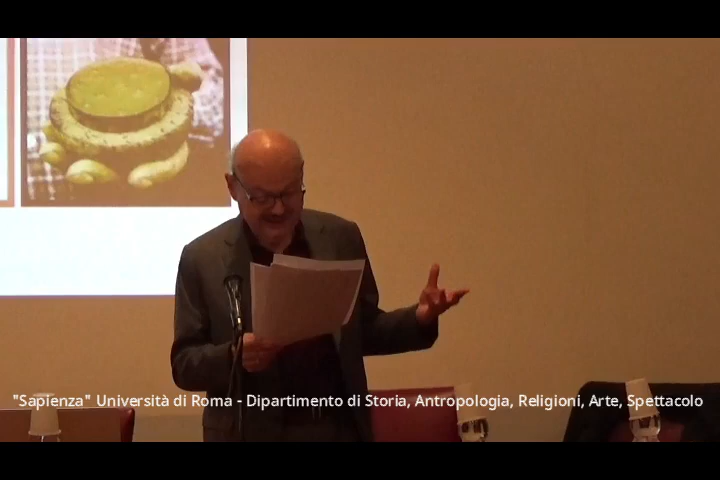 "Sapienza" Università di Roma - Dipartimento di Storia, Antropologia, Religioni, Arte, Spettacolo